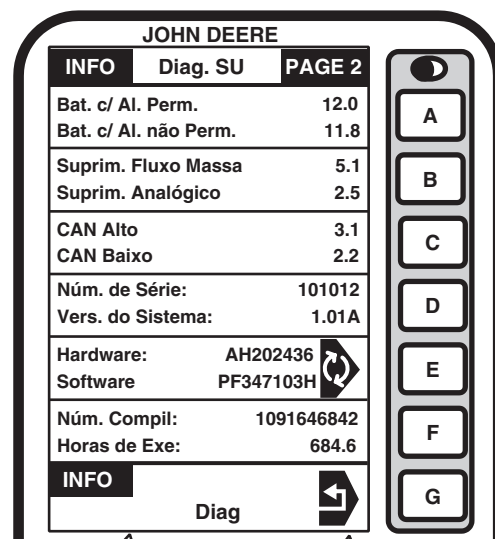 JOHN DEERE
INFO Diag. SU PAGE 2
Bat. c/ Al. Perm. 12.0
Bat. c/ Al. não Perm. 11.8
Suprim. Fluxo Massa 5.1
Suprim. Analógico 2.5
CAN Alto 3.1
CAN Baixo 2.2
Núm. de Série: 101012
Vers. do Sistema: 1.01A
Hardware: AH202436
Software PF347103H
Núm. Compil: 1091646842
Horas de Exe: 684.6
INFO
Diag
A
B
C
D
E
F
G